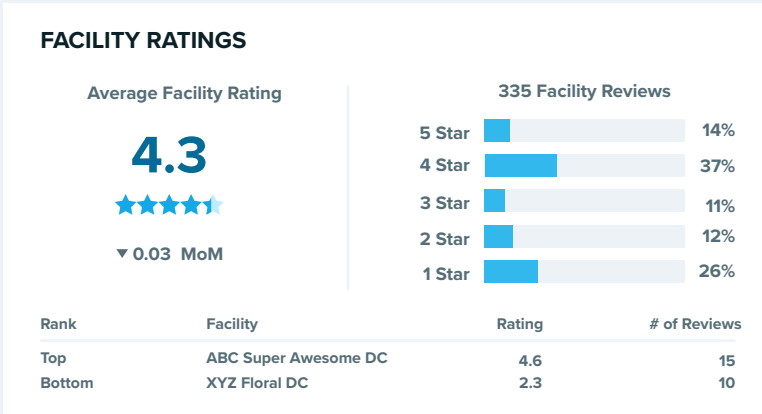 FACILITY RATINGS
Average Facility Rating
4.3
▼ 0.03 MoM
335 Facility Reviews
5 Star 14%
4 Star 37%
3 Star 11%
2 Star 12%
1 Star 26%
Rank Facility Rating # of Reviews
Top ABC Super Awesome DC 4.6 15
Bottom XYZ Floral DC 2.3 10